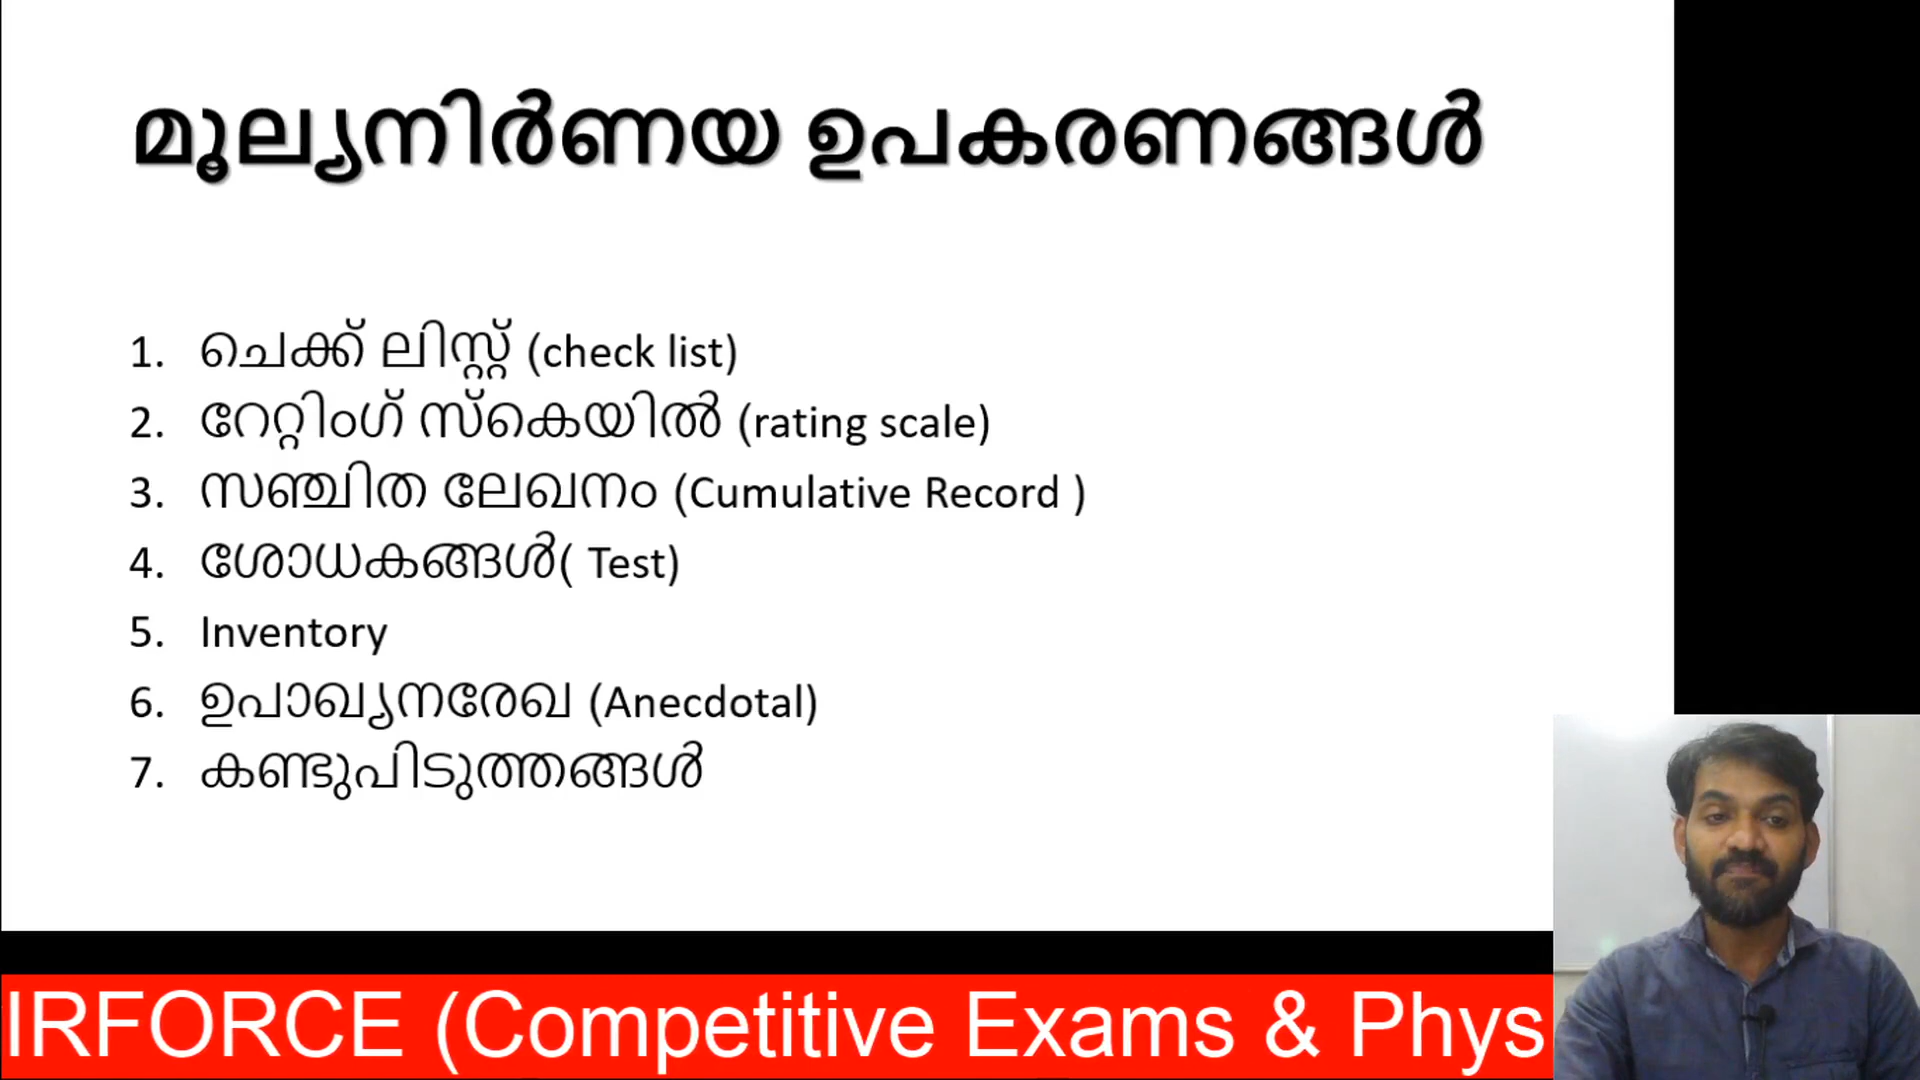 മൂല്യനിർണയ ഉപകരണങ്ങൾ
1. ചെക്ക് ലിസ്റ്റ് (check list)
2. റേറ്റിംഗ് സ്കെയിൽ (rating scale)
3. സഞ്ചിത ലേഖനം (Cumulative Record )
4. ശോധകങ്ങൾ( Test)
5. Inventory
6. ഉപാഖ്യനരേഖ (Anecdotal)
7. കണ്ടുപിടുത്തങ്ങൾ
IRFORCE (Competitive Exams & Phys